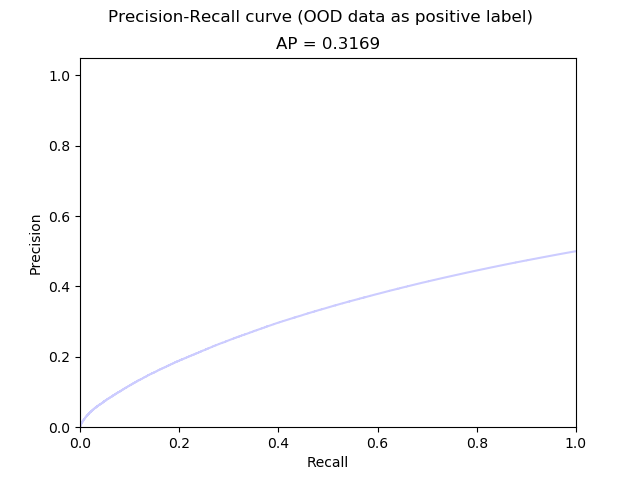 Precision-Recall curve (OOD data as positive label)
AP = 0.3169
1.0
0.8
0.6
0.4
0.2
0.0
Precision
0.0 0.2 0.4 0.6 0.8 1.0
Recall